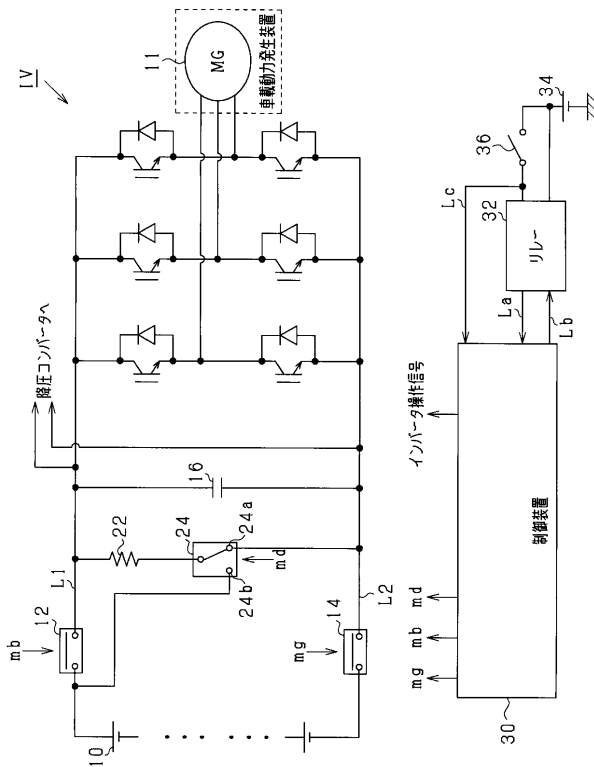 IV
11
MG
車載動力発生装置
降圧コンバータへ
16
22
24
24a
24b
md
L1
12
mb
L2
14
mg
10
インバータ操作信号
制御装置
30
mg
mb
md
Lc
La
Lb
32
リレー
36
34